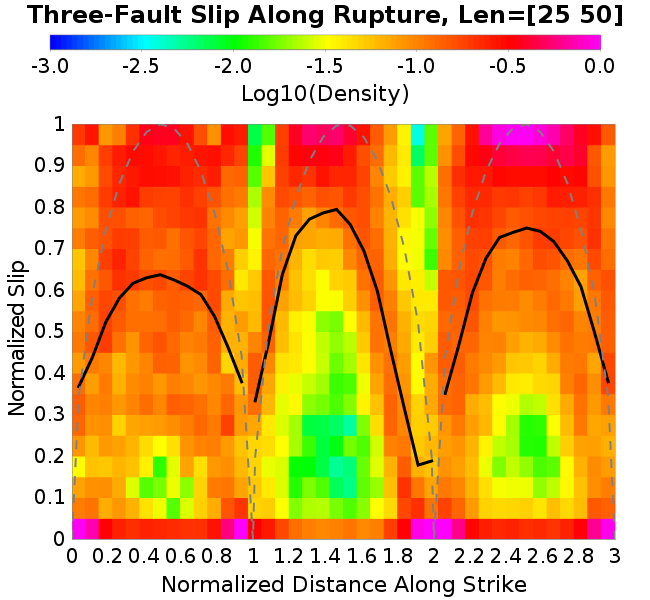 Three-Fault Slip Along Rupture, Len=[25 50]
-3.0 -2.5 -2.0 -1.5 -1.0 -0.5 0.0
Log10(Density)
1
0.9
0.8
0.7
0.6
0.5
0.4
0.3
0.2
0.1
0
Normalized Slip
0 0.2 0.4 0.6 0.8 1 1.2 1.4 1.6 1.8 2 2.2 2.4 2.6 2.8 3
Normalized Distance Along Strike